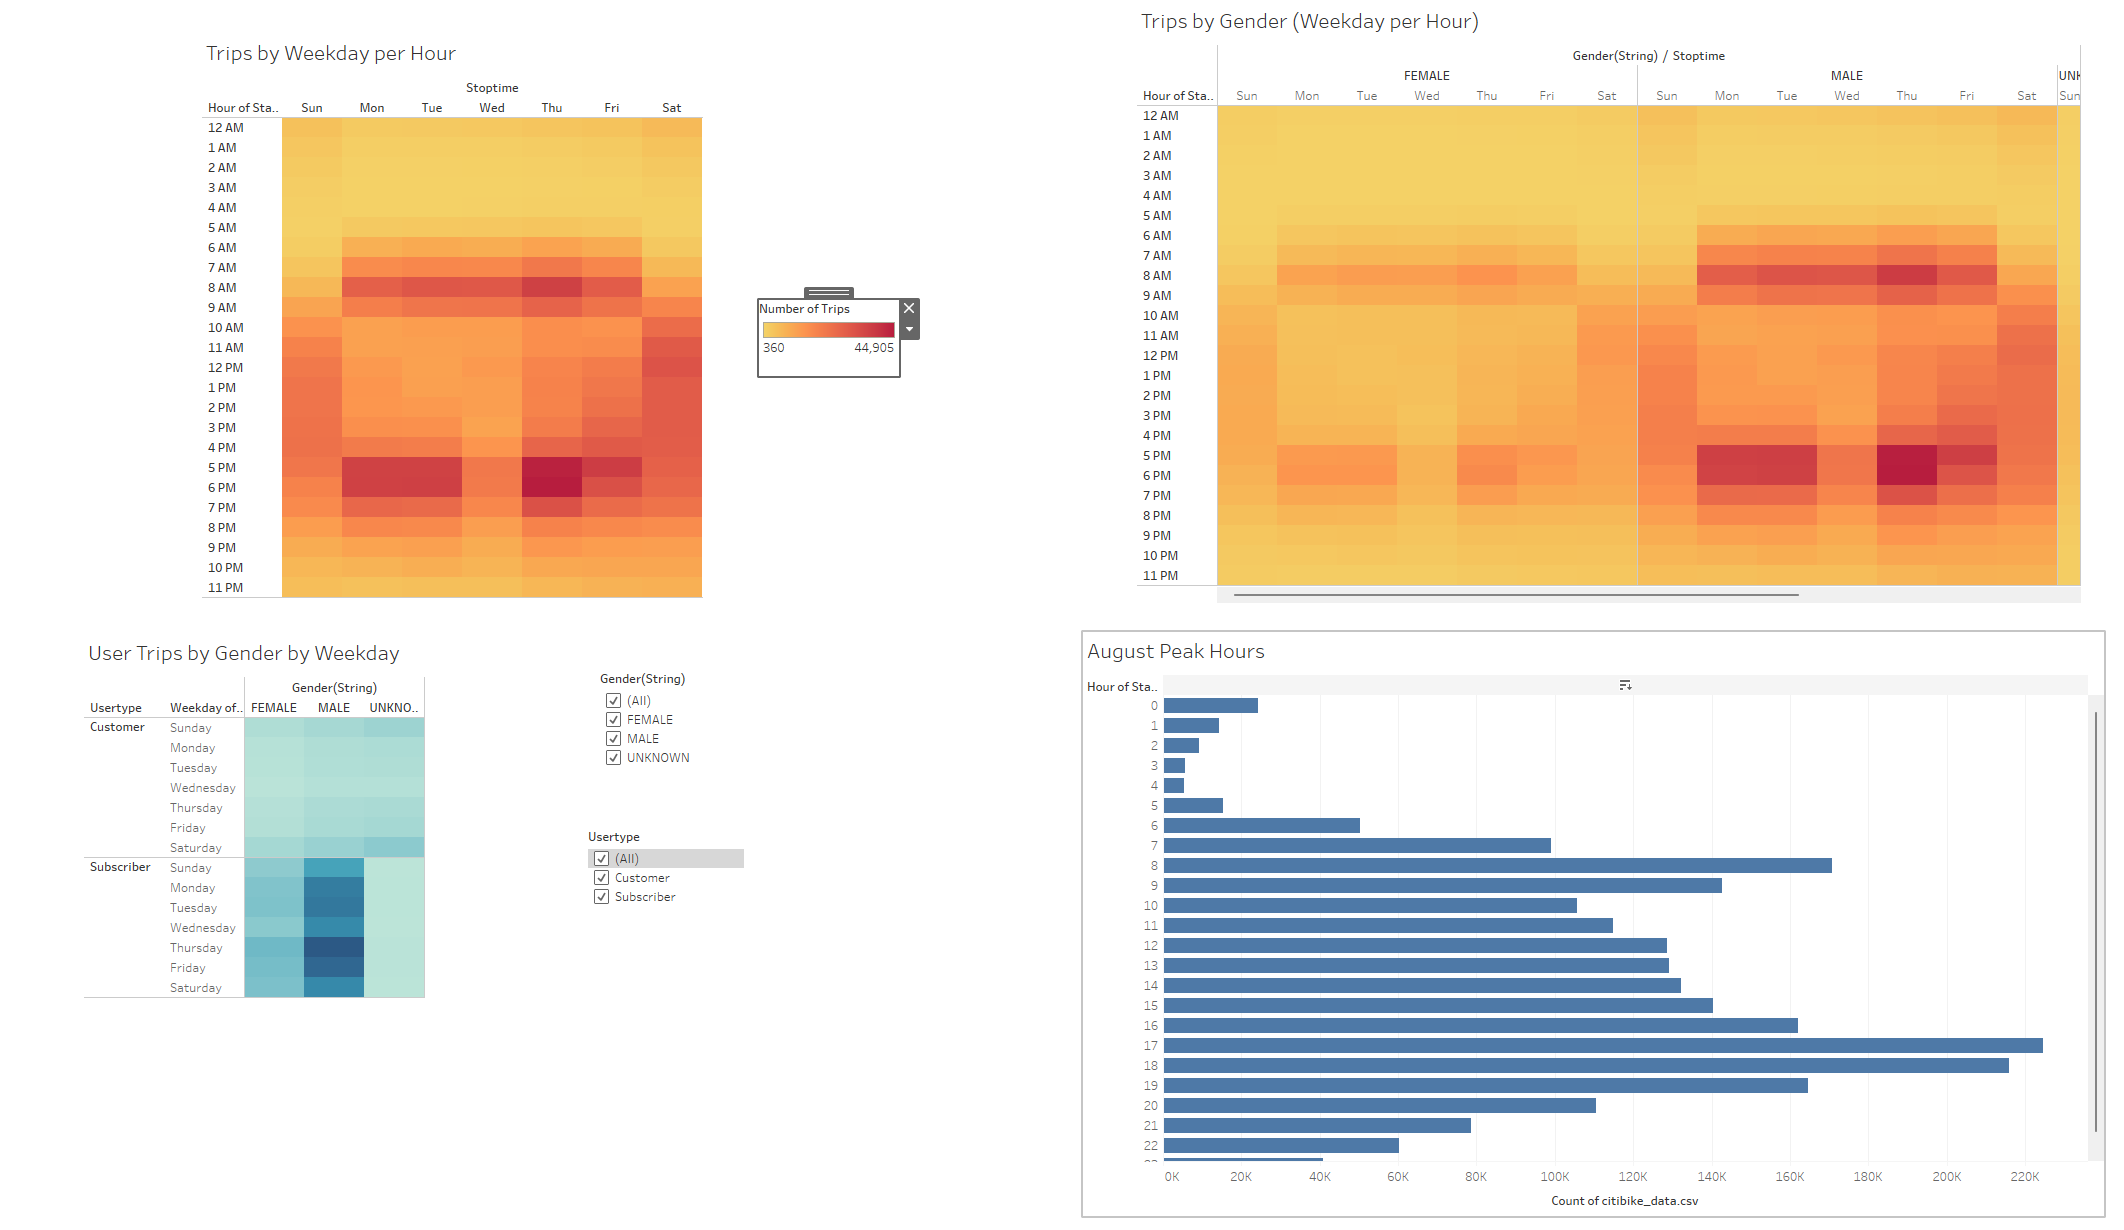 Trips by Weekday per Hour
Stoptime
Hour of Sta.. Sun Mon Tue Wed Thu Fri Sat
12 AM
1 AM
2 AM
3 AM
4 AM
5 AM
6 AM
7 AM
8 AM
9 AM
10 AM
11 AM
12 PM
1 PM
2 PM
3 PM
4 PM
5 PM
6 PM
7 PM
8 PM
9 PM
10 PM
11 PM
Number of Trips
360 44,905
Trips by Gender (Weekday per Hour)
Gender(String) / Stoptime
FEMALE MALE UNK
Hour of Sta.. Sun Mon Tue Wed Thu Fri Sat Sun Mon Tue Wed Thu Fri Sat Sun
12 AM
1 AM
2 AM
3 AM
4 AM
5 AM
6 AM
7 AM
8 AM
9 AM
10 AM
11 AM
12 PM
1 PM
2 PM
3 PM
4 PM
5 PM
6 PM
7 PM
8 PM
9 PM
10 PM
11 PM
User Trips by Gender by Weekday
Gender(String)
Usertype Weekday of.. FEMALE MALE UNKNO..
Customer Sunday
Monday
Tuesday
Wednesday
Thursday
Friday
Saturday
Subscriber Sunday
Monday
Tuesday
Wednesday
Thursday
Friday
Saturday
Gender(String)
(All)
FEMALE
MALE
UNKNOWN
Usertype
(All)
Customer
Subscriber
August Peak Hours
Hour of Sta..
0
1
2
3
4
5
6
7
8
9
10
11
12
13
14
15
16
17
18
19
20
21
22
0K 20K 40K 60K 80K 100K 120K 140K 160K 180K 200K 220K
Count of citibike_data.csv